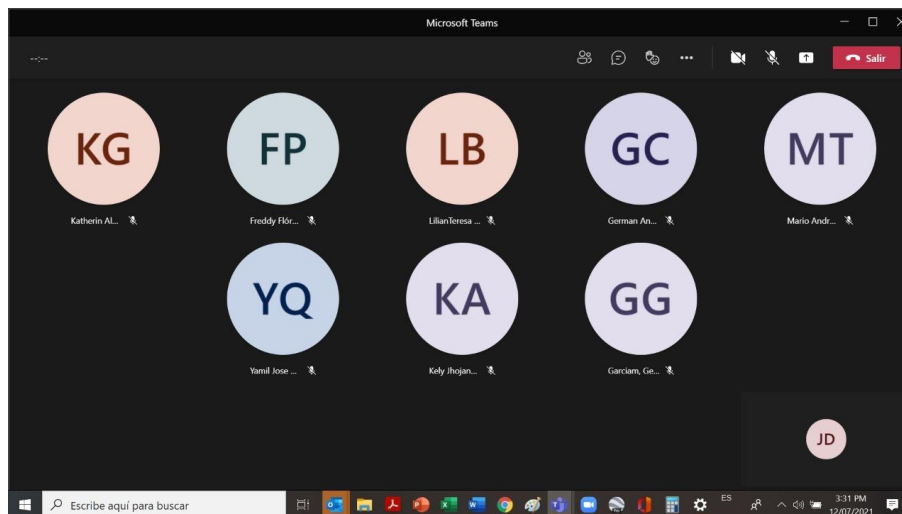 Microsoft Teams
--:--
Salir
KG
FP
LB
GC
MT
Katherin Al...
Freddy Flór...
LilianTeresa ...
German An...
Mario Andr...
YQ
KA
GG
Yamil Jose ...
Kely Jhojan...
Garciam, Ge...
JD
Escribe aquí para buscar
ES
3:31 PM
12/07/2021